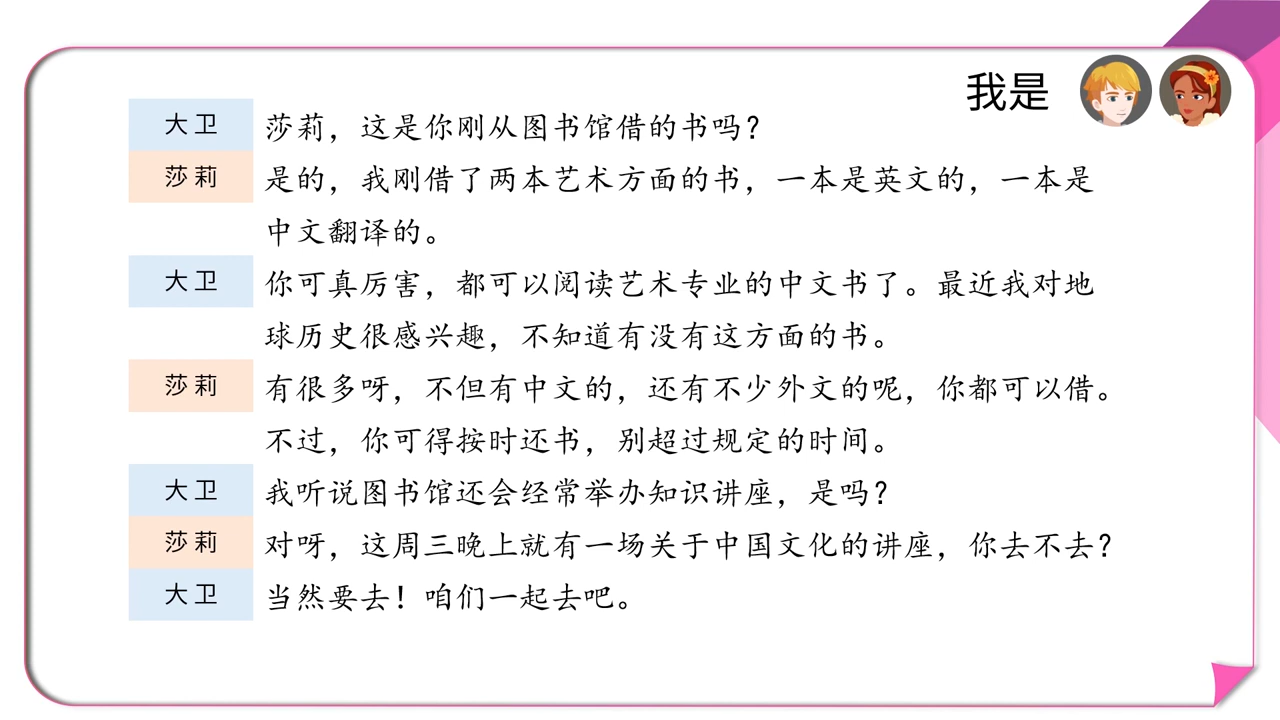 我是
大卫 莎莉，这是你刚从图书馆借的书吗？
莎莉 是的，我刚借了两本艺术方面的书，一本是英文的，一本是
中文翻译的。
大卫 你可真厉害，都可以阅读艺术专业的中文书了。最近我对地
球历史很感兴趣，不知道有没有这方面的书。
莎莉 有很多呀，不但有中文的，还有不少外文的呢，你都可以借。
不过，你可得按时还书，别超过规定的时间。
大卫 我听说图书馆还会经常举办知识讲座，是吗？
莎莉 对呀，这周三晚上就有一场关于中国文化的讲座，你去不去？
大卫 当然要去！咱们一起去吧。